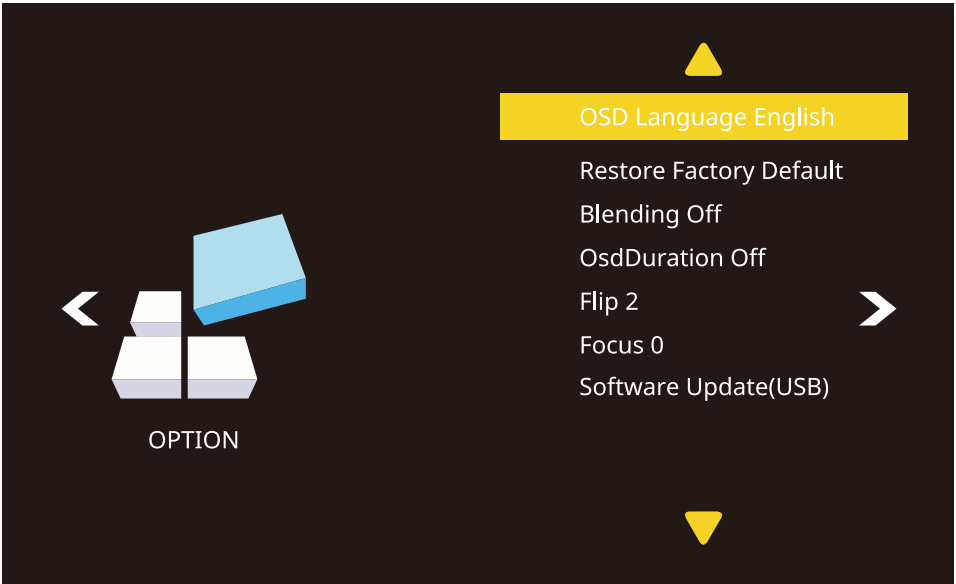 OSD Language English
Restore Factory Default
Blending Off
OsdDuration Off
Flip 2
Focus 0
Software Update(USB)
OPTION